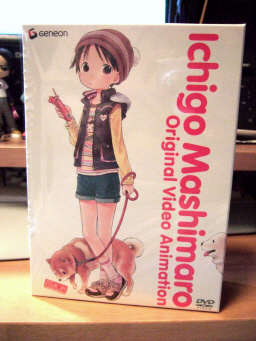 Geneon
Ichigo Mashimaro
Original Video Animation
DVD